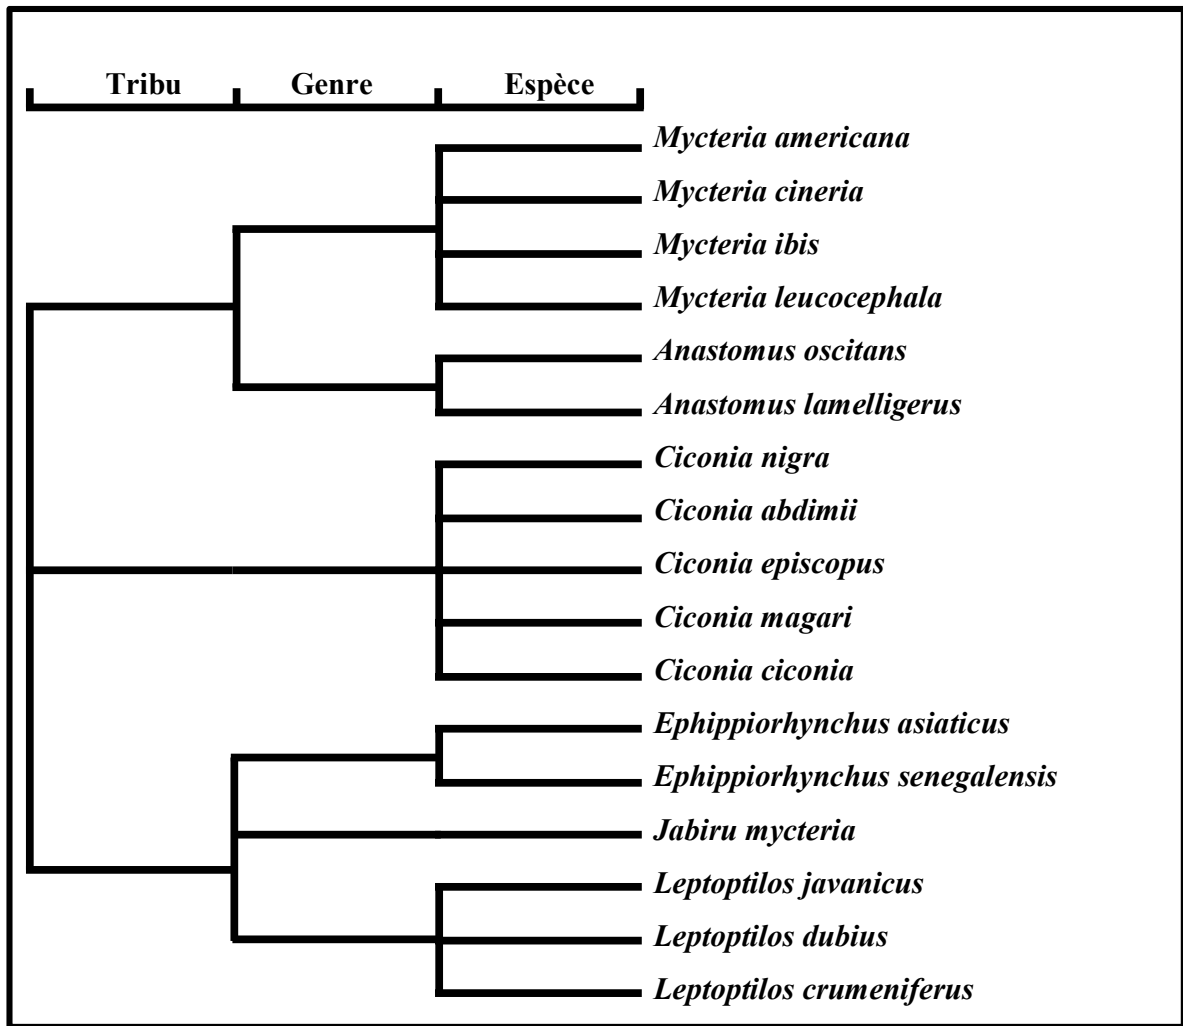 Tribu Genre Espèce
Mycteria americana
Mycteria cineria
Mycteria ibis
Mycteria leucocephala
Anastomus oscitans
Anastomus lamelligerus
Ciconia nigra
Ciconia abdimii
Ciconia episcopus
Ciconia magari
Ciconia ciconia
Ephippiorhynchus asiaticus
Ephippiorhynchus senegalensis
Jabiru mycteria
Leptoptilos javanicus
Leptoptilos dubius
Leptoptilos crumeniferus